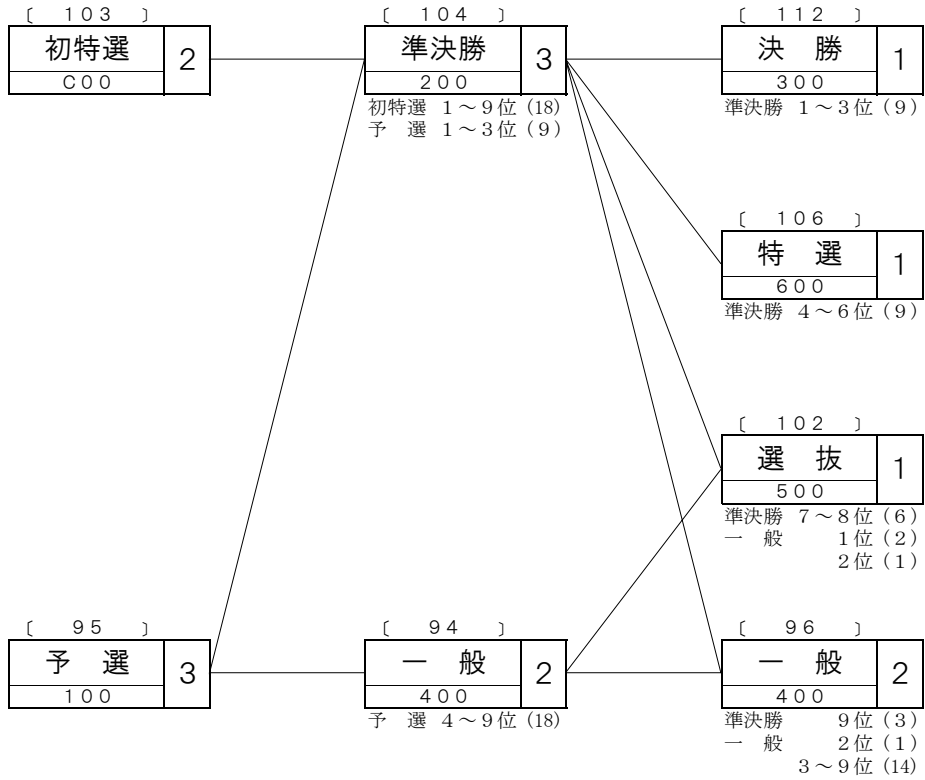 〔 103 〕
初特選 2
C00
〔 104 〕
準決勝 3
200
初特選 1～9位 (18)
予 選 1～3位 (9)
〔 112 〕
決 勝 1
300
準決勝 1～3位 (9)
〔 106 〕
特 選 1
600
準決勝 4～6位 (9)
〔 102 〕
選 抜 1
500
準決勝 7～8位 (6)
一 般 1位 (2)
2位 (1)
〔 95 〕
予 選 3
100
〔 94 〕
一 般 2
400
予 選 4～9位 (18)
〔 96 〕
一 般 2
400
準決勝 9位 (3)
一 般 2位 (1)
3～9位 (14)